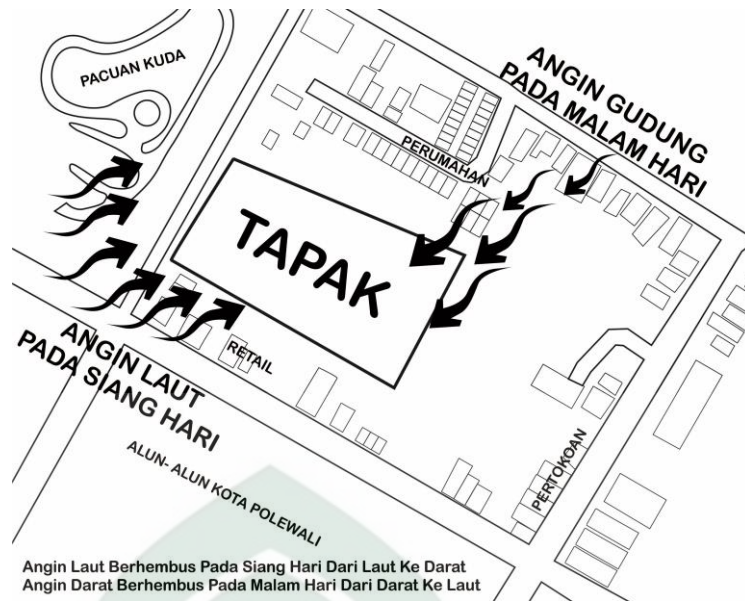 PACUAN KUDA
ANGIN GUDUNG
PADA MALAM HARI
PERUMAHAN
TAPAK
ANGIN LAUT
PADA SIANG HARI
RETAIL
PERTOKOAN
ALUN- ALUN KOTA POLEWALI
Angin Laut Berhembus Pada Siang Hari Dari Laut Ke Darat
Angin Darat Berhembus Pada Malam Hari Dari Darat Ke Laut